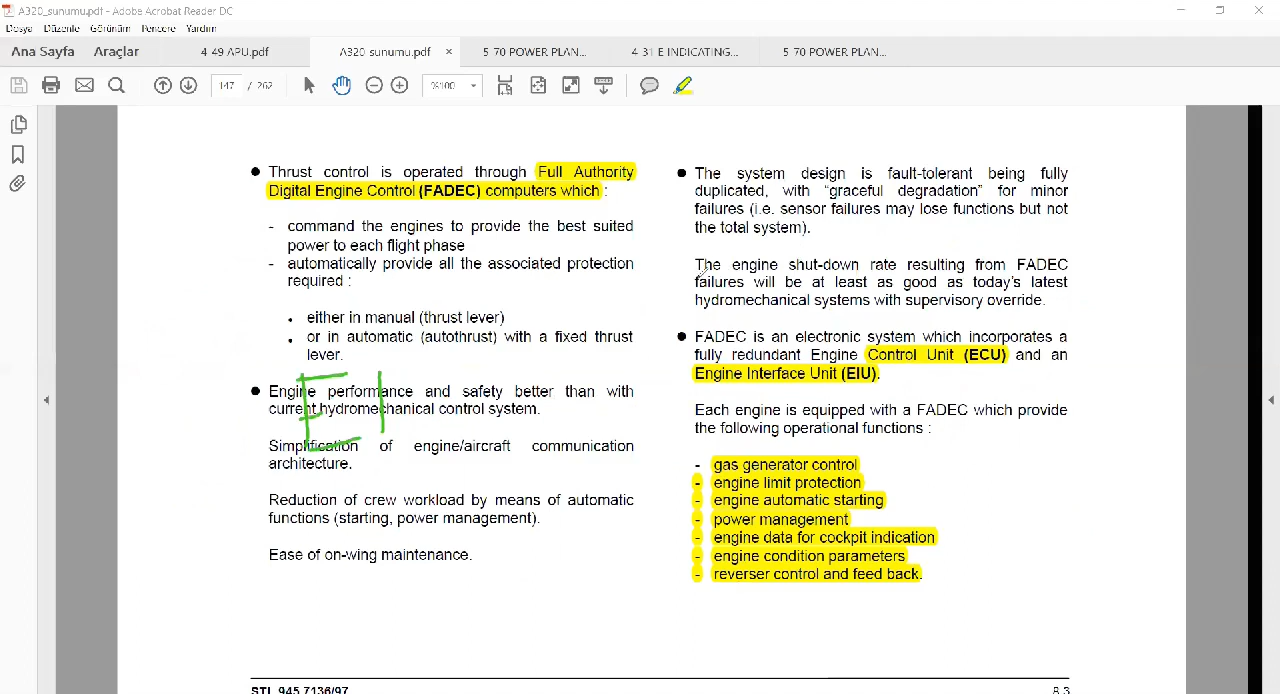 A320_sunumu.pdf - Adobe Acrobat Reader DC
Dosya Düzenle Görünüm Pencere Yardım
Ana Sayfa Araçlar 4-49 APU.pdf A320_sunumu.pdf × 5-70 POWER PLAN... 4-31 E INDICATING... 5-70 POWER PLAN...
147 / 262 %100
● Thrust control is operated through Full Authority
Digital Engine Control (FADEC) computers which :
- command the engines to provide the best suited
power to each flight phase
- automatically provide all the associated protection
required :
. either in manual (thrust lever)
. or in automatic (autothrust) with a fixed thrust
lever.
● Engine performance and safety better than with
current hydromechanical control system.
EI
Simplification of engine/aircraft communication
architecture.
Reduction of crew workload by means of automatic
functions (starting, power management).
Ease of on-wing maintenance.
● The system design is fault-tolerant being fully
duplicated, with “graceful degradation” for minor
failures (i.e. sensor failures may lose functions but not
the total system).
The engine shut-down rate resulting from FADEC
failures will be at least as good as today's latest
hydromechanical systems with supervisory override.
● FADEC is an electronic system which incorporates a
fully redundant Engine Control Unit (ECU) and an
Engine Interface Unit (EIU).
Each engine is equipped with a FADEC which provide
the following operational functions :
- gas generator control
- engine limit protection
- engine automatic starting
- power management
- engine data for cockpit indication
- engine condition parameters
- reverser control and feed back.
STL 945.7136/97 8.3